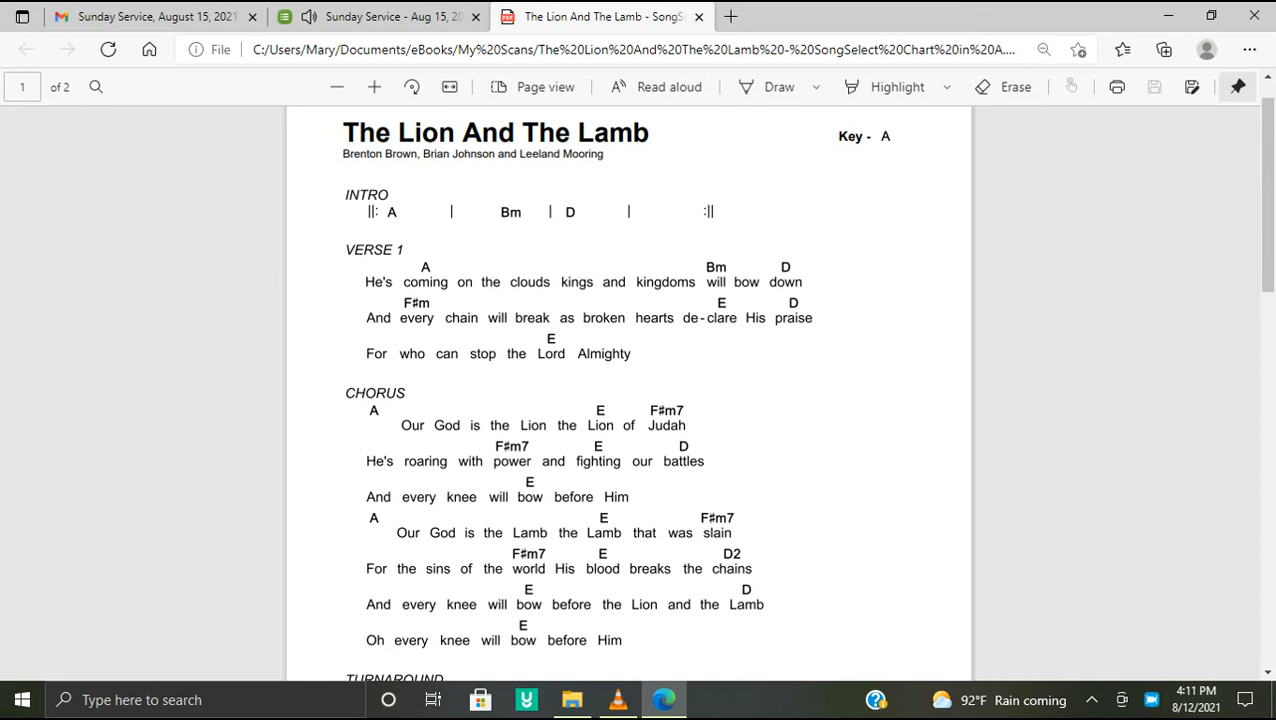 Sunday Service, August 15, 2021
Sunday Service - Aug 15, 20
The Lion And The Lamb - SongSe
File
C:/Users/Mary/Documents/eBooks/My%20Scans/The%20Lion%20And%20The%20Lamb%20-%20SongSelect%20Chart%20in%20A....
1 of 2
Page view
Read aloud
Draw
Highlight
Erase
The Lion And The Lamb
Key - A
Brenton Brown, Brian Johnson and Leeland Mooring
INTRO
||: A | Bm | D | :||
VERSE 1
A Bm D
He's coming on the clouds kings and kingdoms will bow down
F#m E D
And every chain will break as broken hearts de-clare His praise
E
For who can stop the Lord Almighty
CHORUS
A E F#m7
Our God is the Lion the Lion of Judah
F#m7 E D
He's roaring with power and fighting our battles
E
And every knee will bow before Him
A E F#m7
Our God is the Lamb the Lamb that was slain
F#m7 E D2
For the sins of the world His blood breaks the chains
E D
And every knee will bow before the Lion and the Lamb
E
Oh every knee will bow before Him
TURNAROUND
Type here to search
92°F Rain coming
4:11 PM
8/12/2021